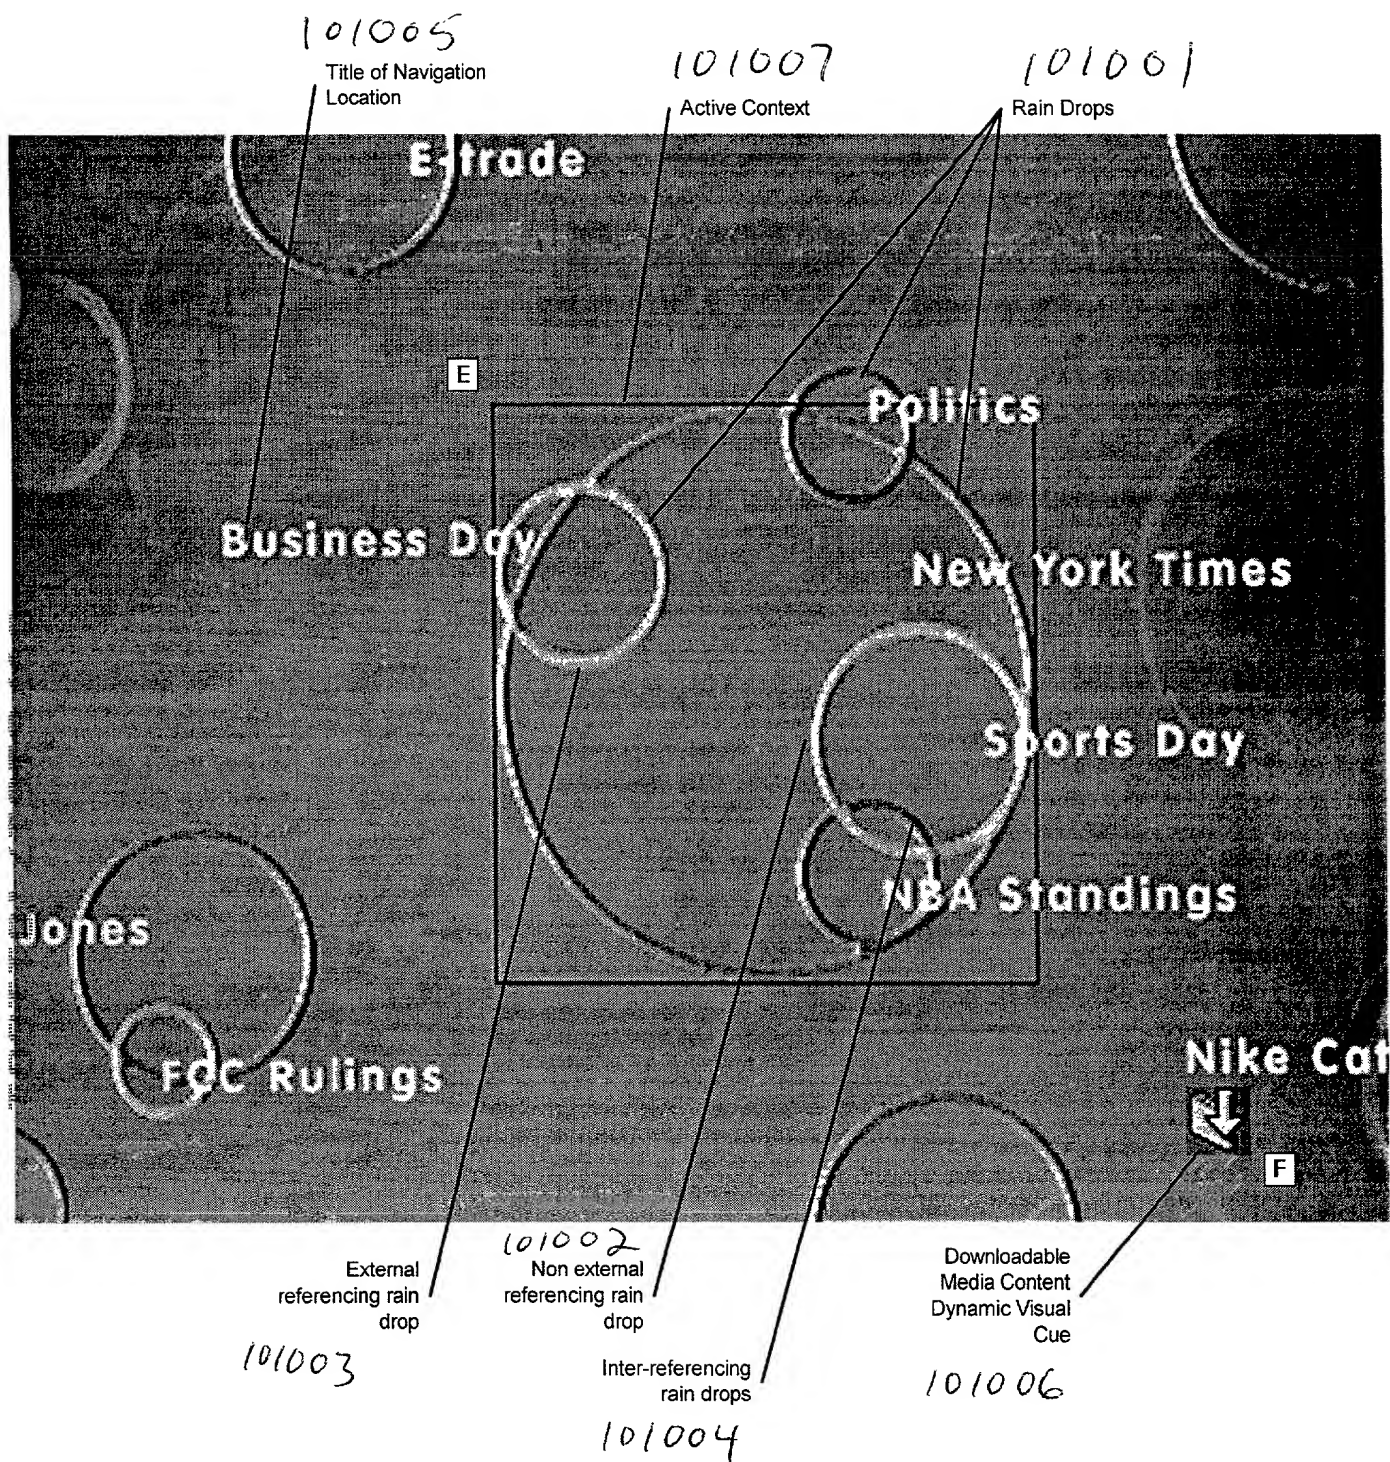 101005
Title of Navigation
Location
101007
Active Context
101001
Rain Drops
E-trade
E
Politics
Business Day
New York Times
Sports Day
NBA Standings
Jones
FCC Rulings
Nike Cat
F
External
referencing rain
drop
101003
101002
Non external
referencing rain
drop
Inter-referencing
rain drops
101004
Downloadable
Media Content
Dynamic Visual
Cue
101006